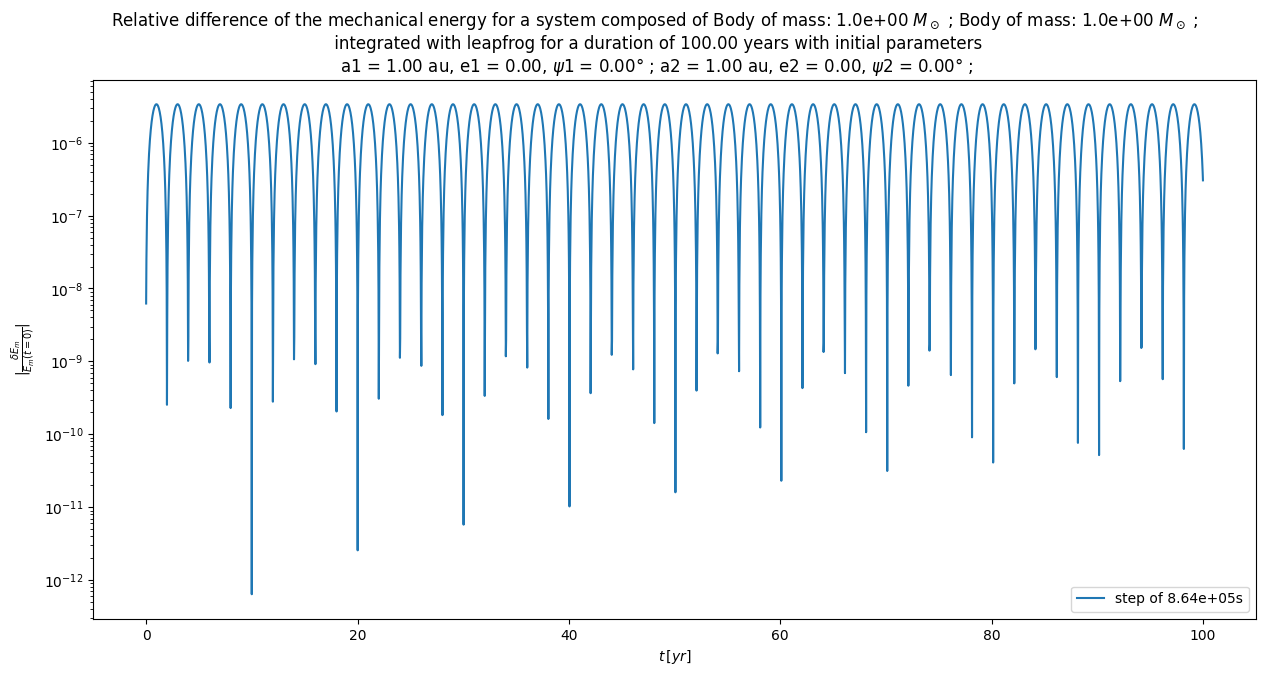 Relative difference of the mechanical energy for a system composed of Body of mass: 1.0e+00 $M_\odot$ ; Body of mass: 1.0e+00 $M_\odot$ ;
integrated with leapfrog for a duration of 100.00 years with initial parameters
a1 = 1.00 au, e1 = 0.00, ψ1 = 0.00° ; a2 = 1.00 au, e2 = 0.00, ψ2 = 0.00° ;
$|\frac{\delta E_m}{E_m(t=0)}|$
10⁻⁶
10⁻⁷
10⁻⁸
10⁻⁹
10⁻¹⁰
10⁻¹¹
10⁻¹²
step of 8.64e+05s
0 20 40 60 80 100
t [yr]